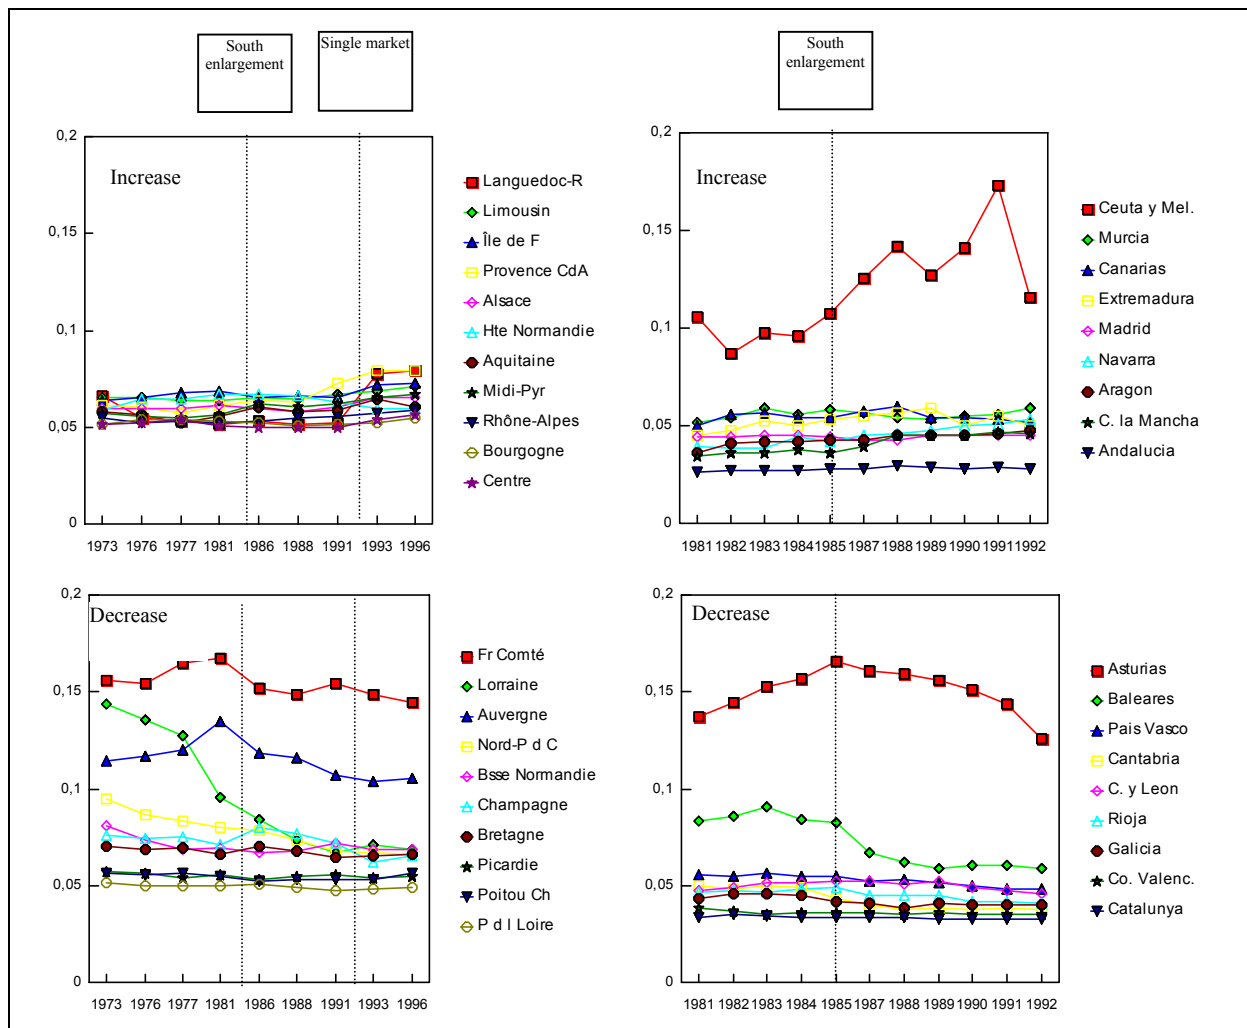 South
enlargement
Single market
South
enlargement
0,2
0,15
0,1
0,05
0
Increase
1973 1976 1977 1981 1986 1988 1991 1993 1996
Languedoc-R
Limousin
Île de F
Provence CdA
Alsace
Hte Normandie
Aquitaine
Midi-Pyr
Rhône-Alpes
Bourgogne
Centre
0,2
0,15
0,1
0,05
0
Increase
1981 1982 1983 1984 1985 1987 1988 1989 1990 1991 1992
Ceuta y Mel.
Murcia
Canarias
Extremadura
Madrid
Navarra
Aragon
C. la Mancha
Andalucia
0,2
0,15
0,1
0,05
0
Decrease
1973 1976 1977 1981 1986 1988 1991 1993 1996
Fr Comté
Lorraine
Auvergne
Nord-P d C
Bsse Normandie
Champagne
Bretagne
Picardie
Poitou Ch
P d l Loire
0,2
0,15
0,1
0,05
0
Decrease
1981 1982 1983 1984 1985 1987 1988 1989 1990 1991 1992
Asturias
Baleares
Pais Vasco
Cantabria
C. y Leon
Rioja
Galicia
Co. Valenc.
Catalunya